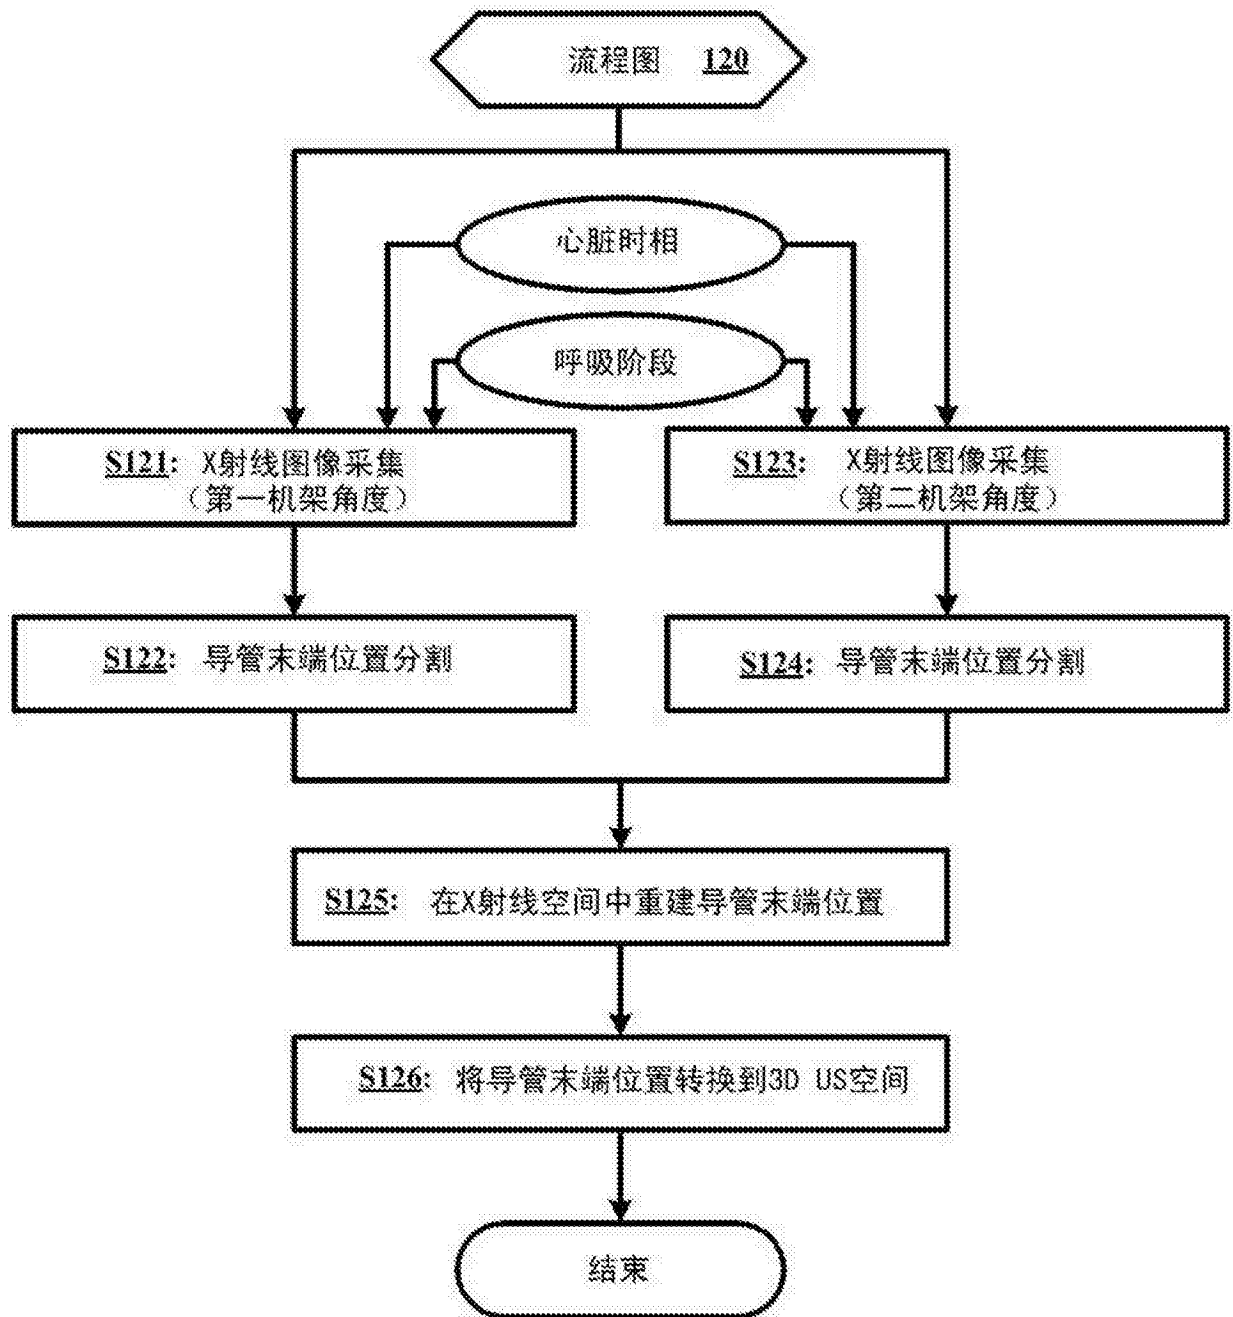 流程图 120
心脏时相
呼吸阶段
S121: X射线图像采集
（第一机架角度）
S123: X射线图像采集
（第二机架角度）
S122: 导管末端位置分割
S124: 导管末端位置分割
S125: 在X射线空间中重建导管末端位置
S126: 将导管末端位置转换到3D US空间
结束